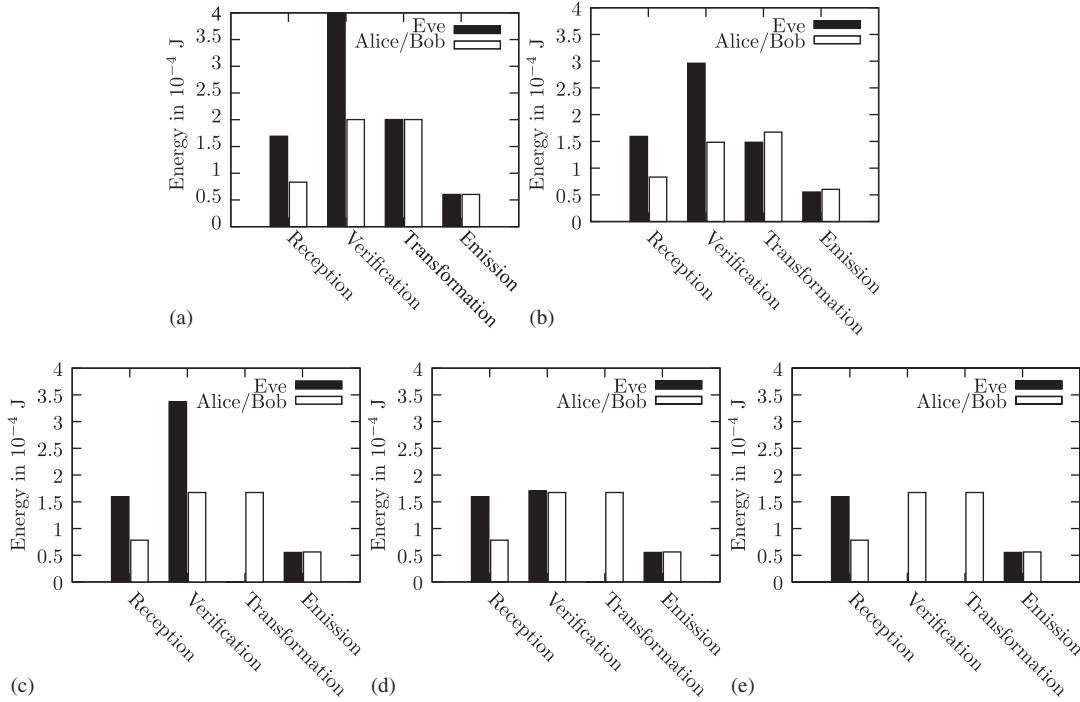 4
3.5
3
2.5
2
1.5
1
0.5
0
Energy in 10⁻⁴ J
Eve
Alice/Bob
Reception
Verification
Transformation
Emission
(a)
4
3.5
3
2.5
2
1.5
1
0.5
0
Energy in 10⁻⁴ J
Eve
Alice/Bob
Reception
Verification
Transformation
Emission
(b)
4
3.5
3
2.5
2
1.5
1
0.5
0
Energy in 10⁻⁴ J
Eve
Alice/Bob
Reception
Verification
Transformation
Emission
(c)
4
3.5
3
2.5
2
1.5
1
0.5
0
Energy in 10⁻⁴ J
Eve
Alice/Bob
Reception
Verification
Transformation
Emission
(d)
4
3.5
3
2.5
2
1.5
1
0.5
0
Energy in 10⁻⁴ J
Eve
Alice/Bob
Reception
Verification
Transformation
Emission
(e)